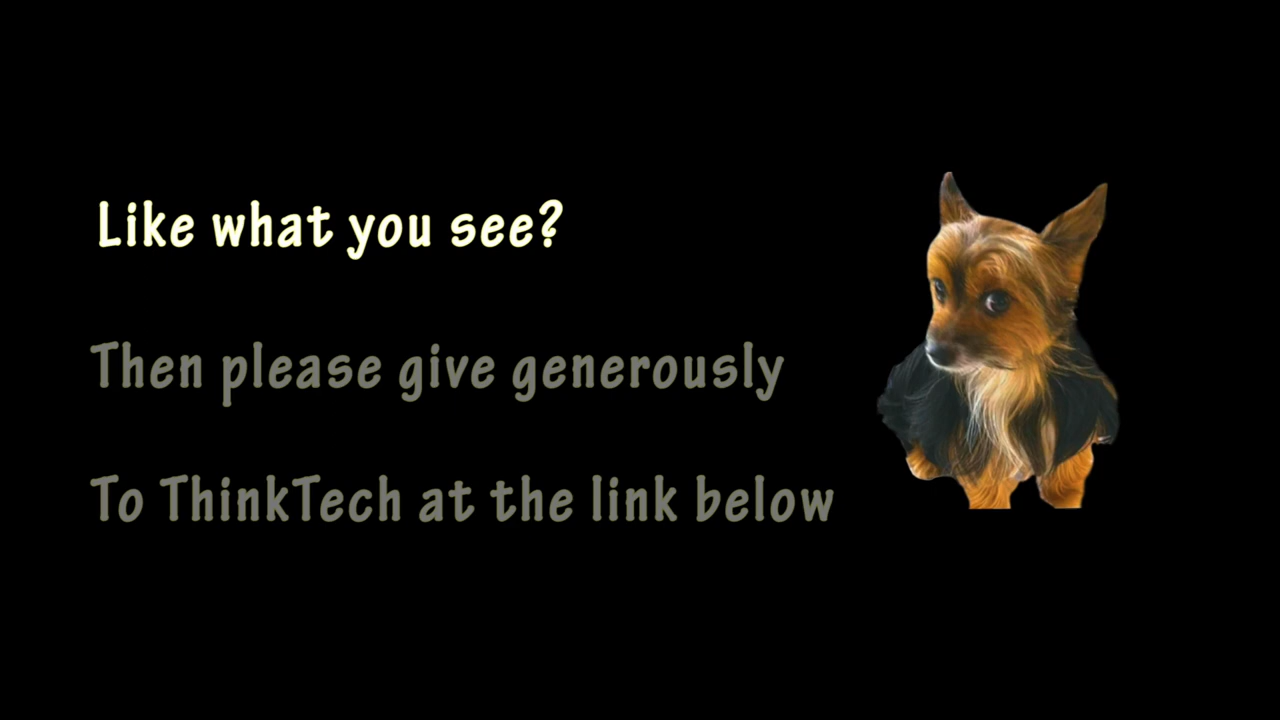 Like what you see?
Then please give generously
To ThinkTech at the link below